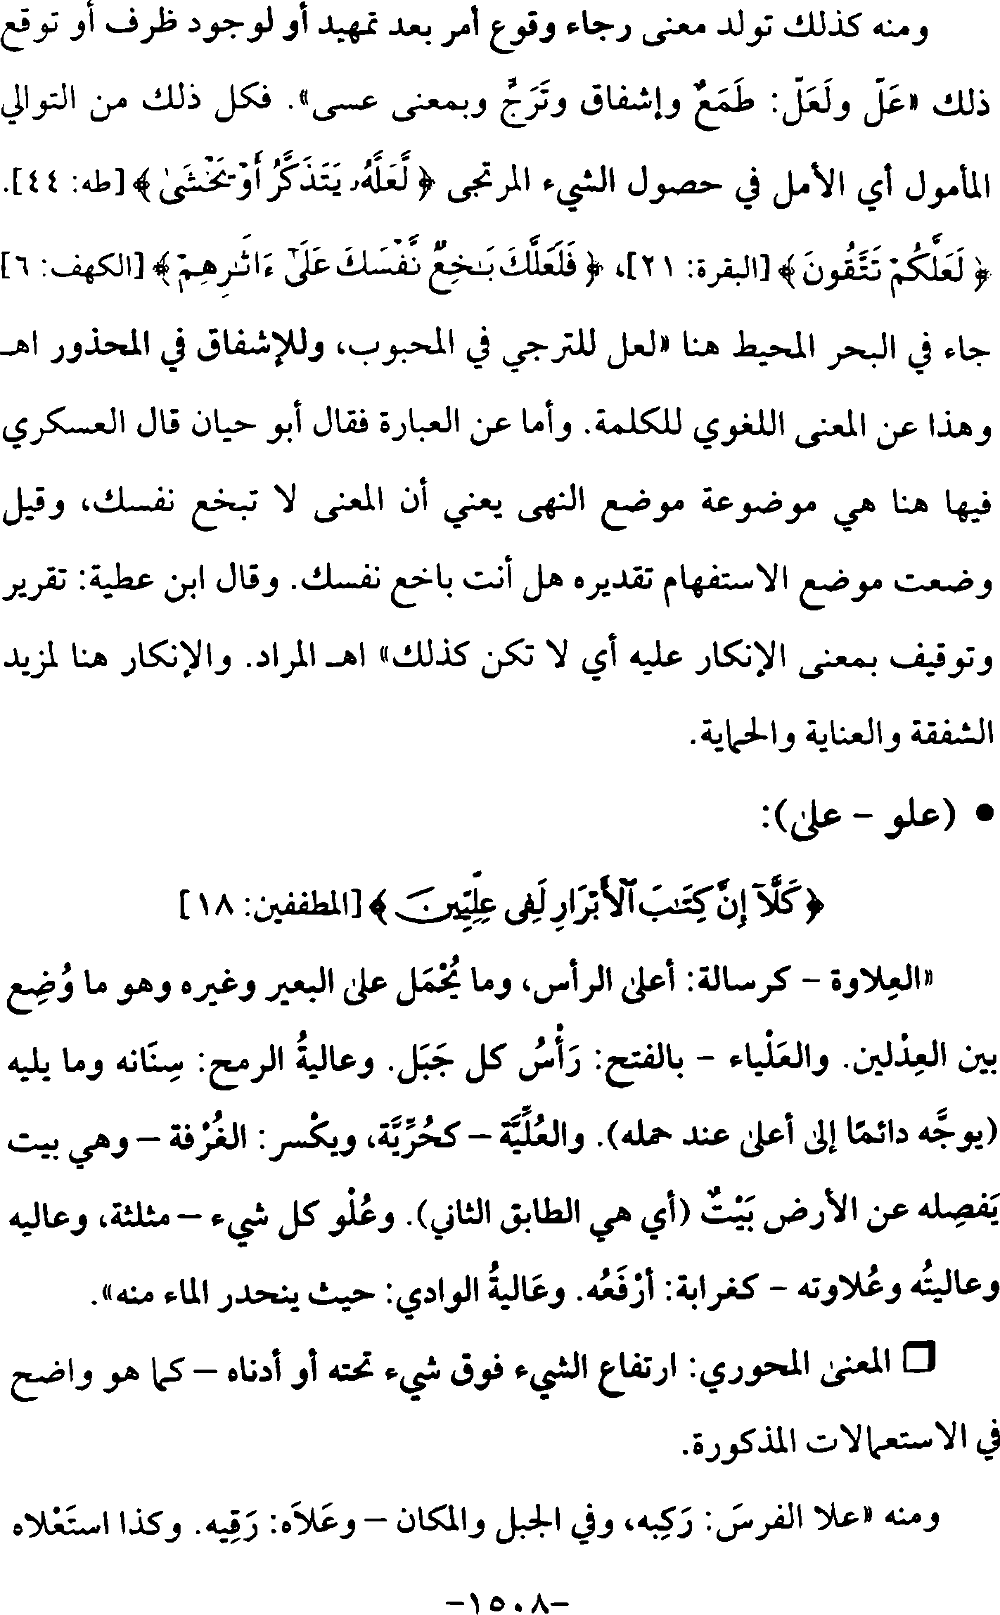 ومنه كذلك تولد معنى رجاء وقوع أمر بعد تمهيد أو لوجود ظرف أو توقع
ذلك «عَلّ ولَعَلّ: طَمَعٌ وإشفاق وتَرَجٍّ وبمعنى عسى». فكل ذلك من التوالي
المأمول أي الأمل في حصول الشيء المرتجى ﴿ لَّعَلَّهُۥ يَتَذَكَّرُ أَوْ يَخْشَىٰ ﴾ [طه: ٤٤].
﴿ لَعَلَّكُمْ تَتَّقُونَ ﴾ [البقرة: ٢١]، ﴿ فَلَعَلَّكَ بَٰخِعٌ نَّفْسَكَ عَلَىٰٓ ءَاثَٰرِهِمْ ﴾ [الكهف: ٦]
جاء في البحر المحيط هنا «لعل للترجي في المحبوب، وللإشفاق في المحذور اهـ
وهذا عن المعنى اللغوي للكلمة. وأما عن العبارة فقال أبو حيان قال العسكري
فيها هنا هي موضوعة موضع النهى يعني أن المعنى لا تبخع نفسك، وقيل
وضعت موضع الاستفهام تقديره هل أنت باخع نفسك. وقال ابن عطية: تقرير
وتوقيف بمعنى الإنكار عليه أي لا تكن كذلك» اهـ المراد. والإنكار هنا لمزيد
الشفقة والعناية والحماية.
● (علو – على):
﴿ كَلَّآ إِنَّ كِتَٰبَ ٱلْأَبْرَارِ لَفِى عِلِّيِّينَ ﴾ [المطففين: ١٨]
«العِلاوة – كرسالة: أعلى الرأس، وما يُحْمَل على البعير وغيره وهو ما وُضِع
بين العِدْلين. والعَلْياء – بالفتح: رَأْسُ كل جَبَل. وعاليةُ الرمح: سِنَانه وما يليه
(يوجَّه دائمًا إلى أعلى عند حمله). والعُلِّيَّة – كحُرِّيَّة، ويكْسر: الغُرْفة – وهي بيت
يَفصِله عن الأرض بَيْتٌ (أي هي الطابق الثاني). وعُلْو كل شيء – مثلثة، وعاليه
وعاليتُه وعُلاوته – كغرابة: أرْفَعُه. وعَاليةُ الوادي: حيث ينحدر الماء منه».
❒ المعنى المحوري: ارتفاع الشيء فوق شيء تحته أو أدناه – كما هو واضح
في الاستعمالات المذكورة.
ومنه «علا الفرسَ: رَكِبه، وفي الجبل والمكان – وعَلاَه: رَقِيه. وكذا استَعْلاه
-١٥٠٨-